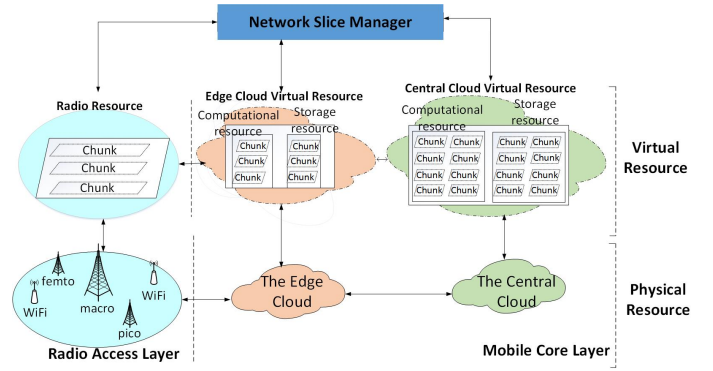 Network Slice Manager
Radio Resource
Edge Cloud Virtual Resource
Central Cloud Virtual Resource
Computational
resource
Storage
resource
Computational
resource
Storage
resource
Chunk
Chunk
Chunk
Chunk Chunk
Chunk Chunk
Chunk Chunk
Chunk Chunk Chunk Chunk
Chunk Chunk Chunk Chunk
Chunk Chunk Chunk Chunk
Chunk Chunk Chunk Chunk
Virtual
Resource
femto
WiFi
macro
WiFi
pico
The Edge
Cloud
The Central
Cloud
Physical
Resource
Radio Access Layer
Mobile Core Layer